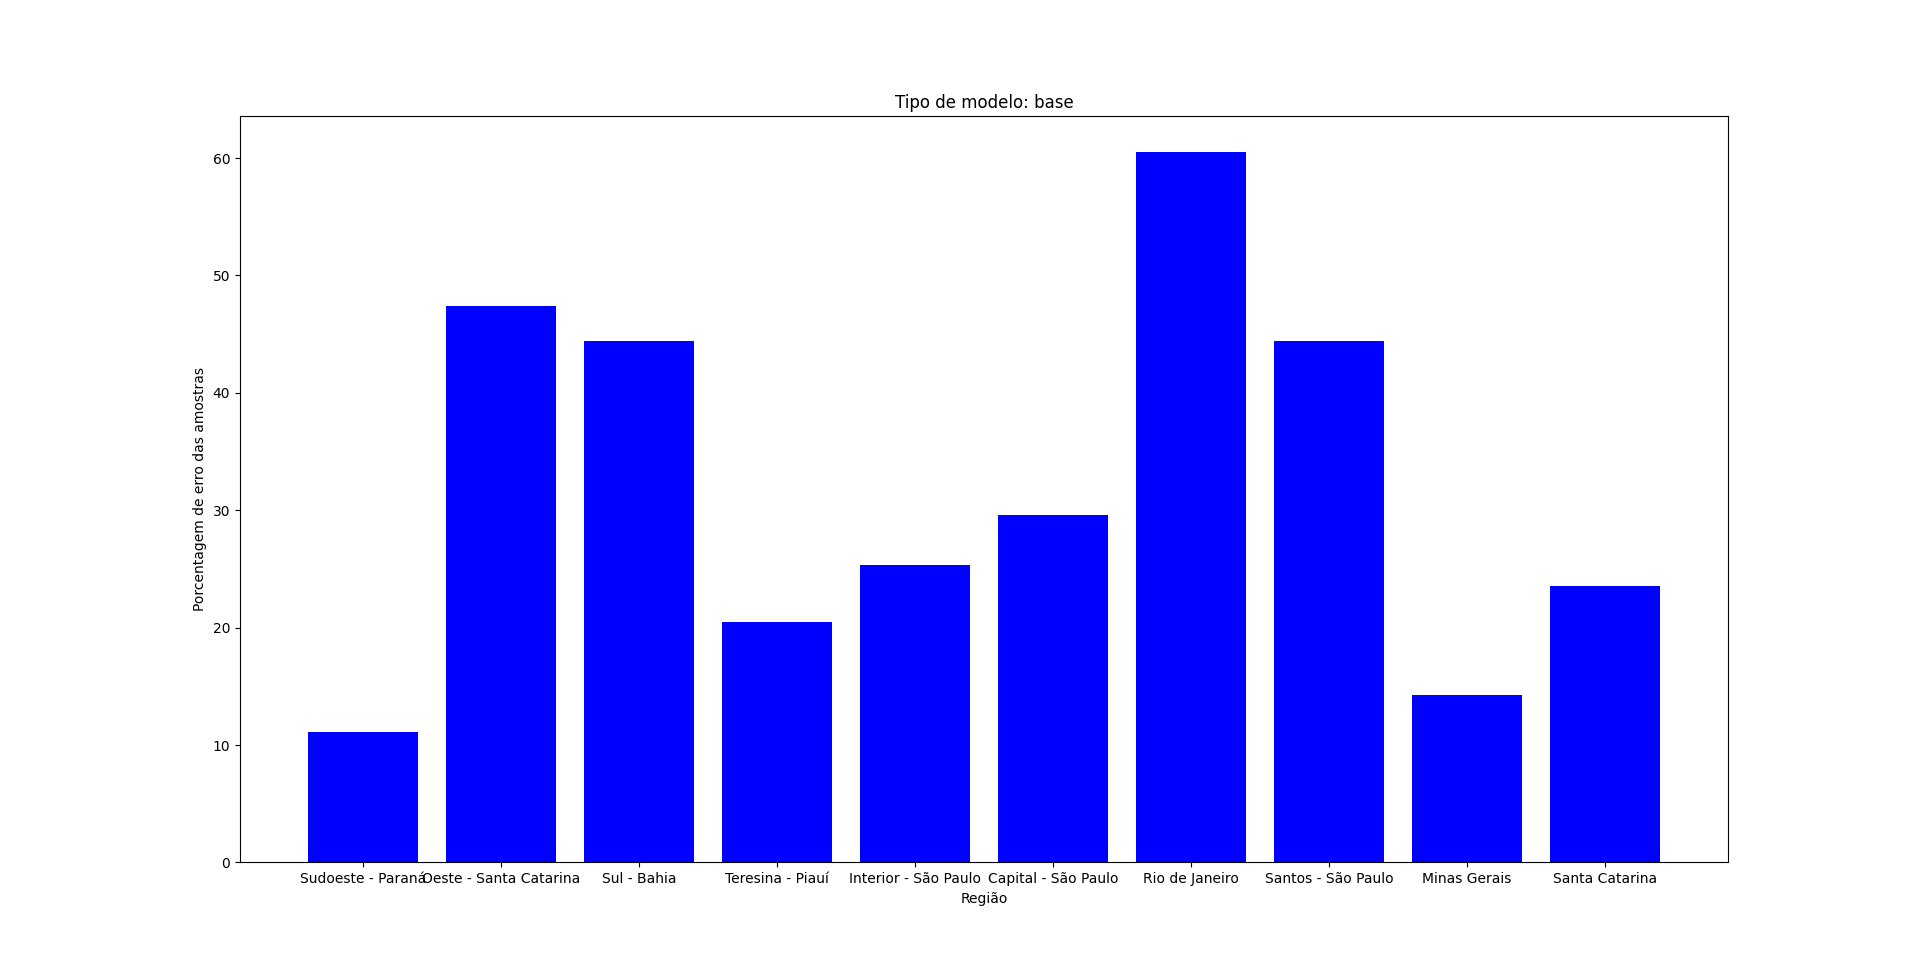 Tipo de modelo: base
Porcentagem de erro das amostras
60
50
40
30
20
10
0
Sudoeste - Paraná Oeste - Santa Catarina Sul - Bahia Teresina - Piauí Interior - São Paulo Capital - São Paulo Rio de Janeiro Santos - São Paulo Minas Gerais Santa Catarina
Região